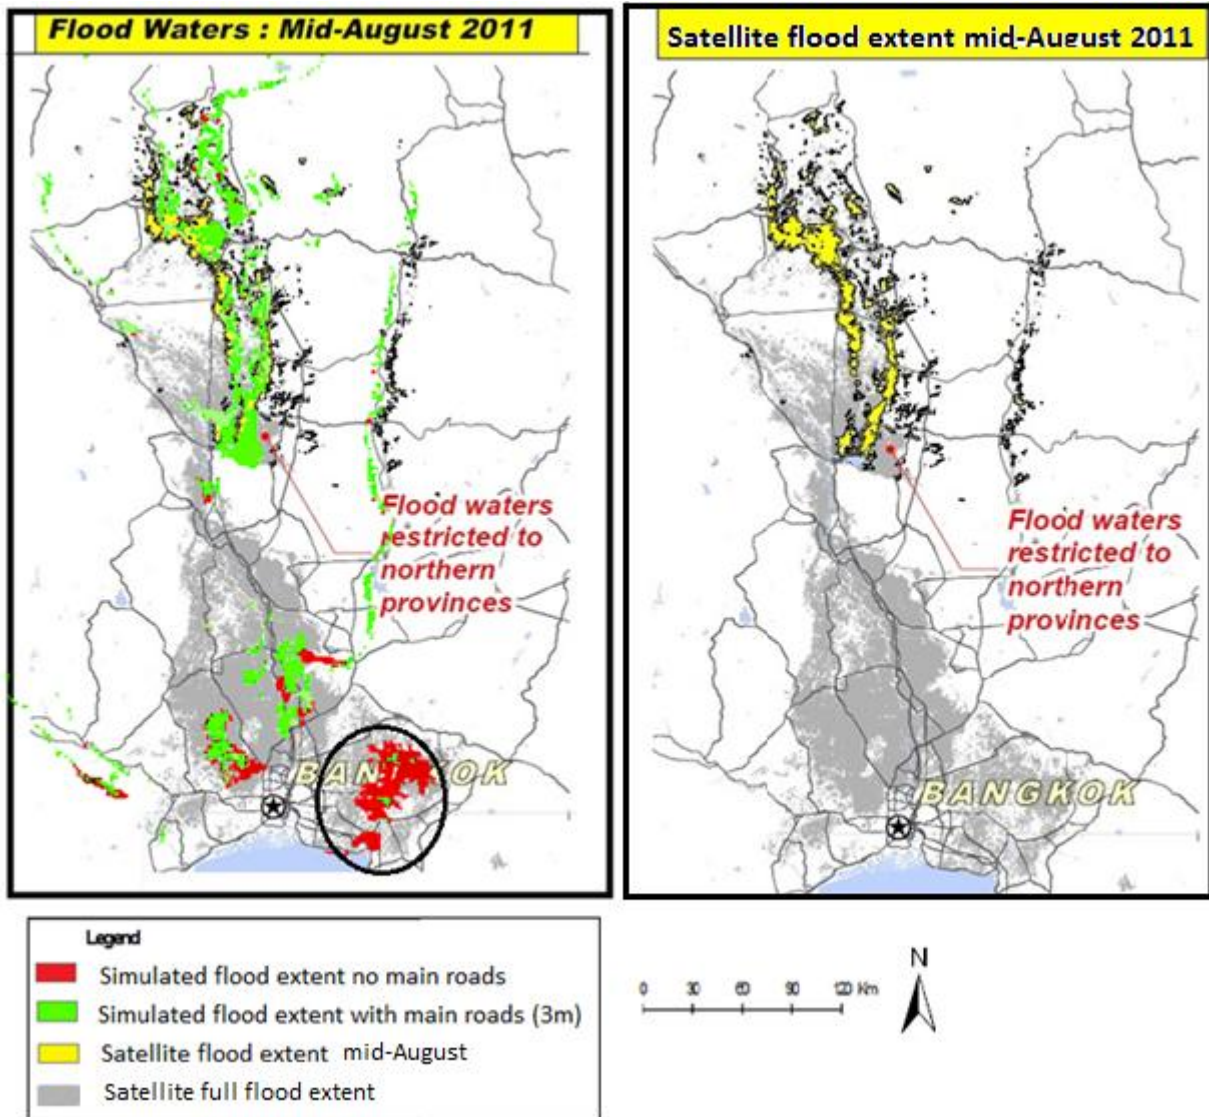 Flood Waters : Mid-August 2011
Flood waters
restricted to
northern
provinces
BANGKOK
Satellite flood extent mid-August 2011
Flood waters
restricted to
northern
provinces
BANGKOK
Legend
Simulated flood extent no main roads
Simulated flood extent with main roads (3m)
Satellite flood extent mid-August
Satellite full flood extent
0 30 60 90 120 Km
N